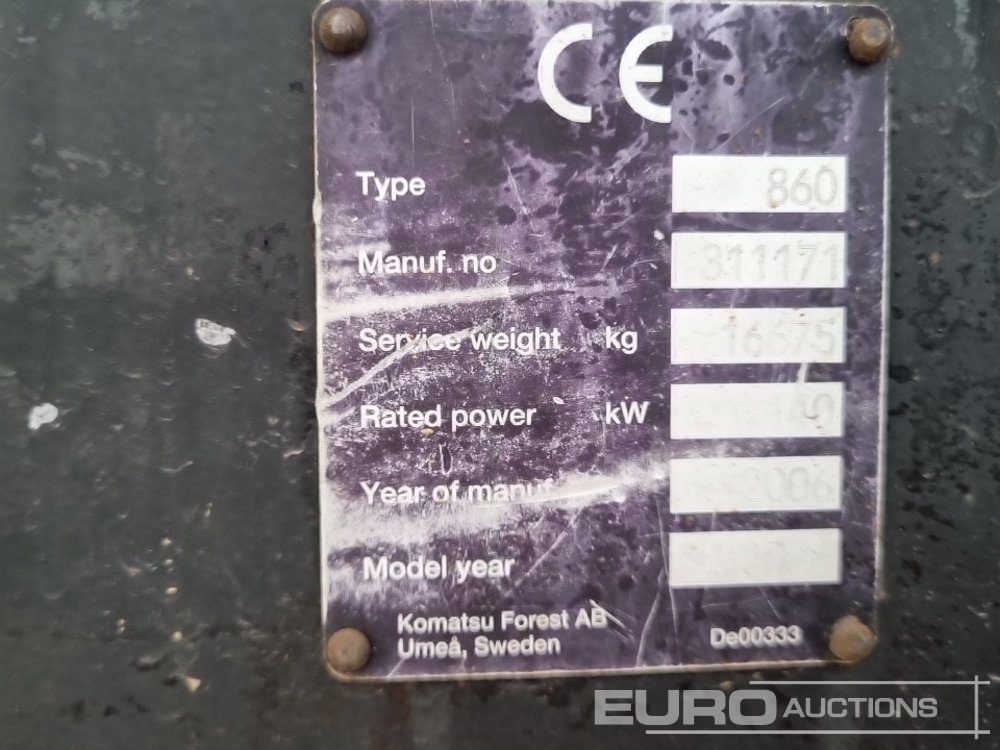 CE
Type 860
Manuf. no 311171
Service weight kg 16675
Rated power kW 140
Year of manuf
Model year
Komatsu Forest AB
Umeå, Sweden De00333
EURO AUCTIONS